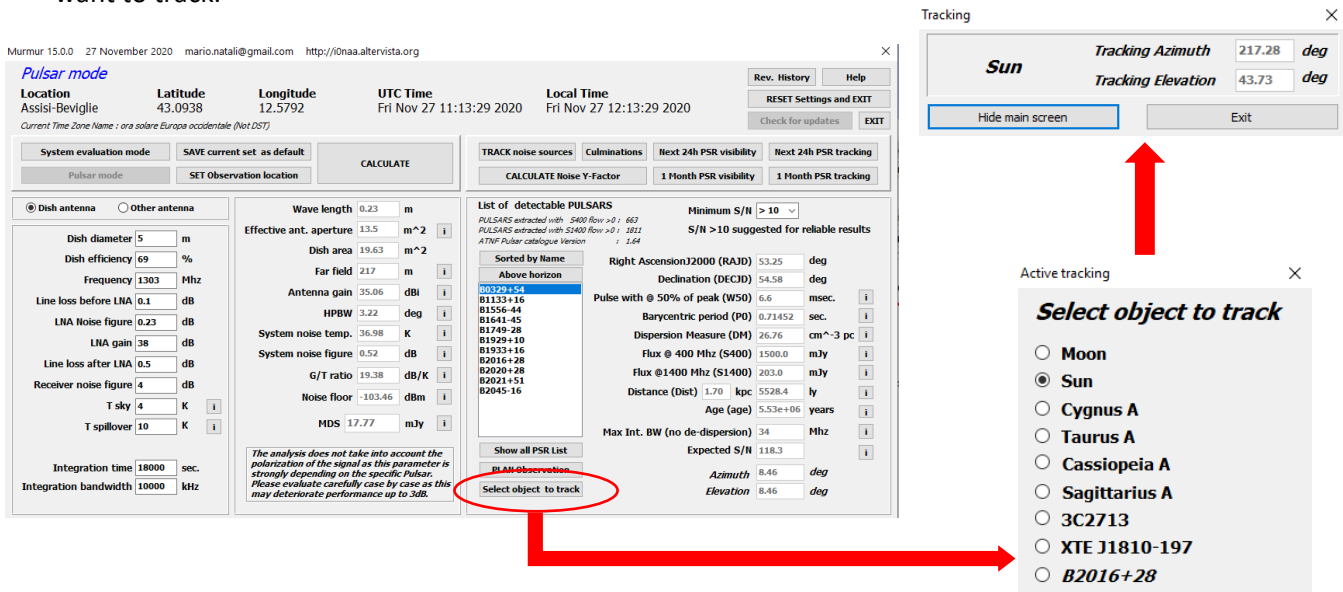 want to track.
Murmur 15.0.0 27 November 2020 mario.natali@gmail.com http://i0naa.altervista.org
Pulsar mode
Location Latitude Longitude UTC Time Local Time
Assisi-Beviglie 43.0938 12.5792 Fri Nov 27 11:13:29 2020 Fri Nov 27 12:13:29 2020
Current Time Zone Name : ora solare Europa occidentale (Not DST)
Rev. History Help
RESET Settings and EXIT
Check for updates EXIT
System evaluation mode SAVE current set as default CALCULATE
Pulsar mode SET Observation location
TRACK noise sources Culminations Next 24h PSR visibility Next 24h PSR tracking
CALCULATE Noise Y-Factor 1 Month PSR visibility 1 Month PSR tracking
Dish antenna Other antenna
Dish diameter 5 m
Dish efficiency 69 %
Frequency 1303 Mhz
Line loss before LNA 0.1 dB
LNA Noise figure 0.23 dB
LNA gain 38 dB
Line loss after LNA 0.5 dB
Receiver noise figure 4 dB
T sky 4 K i
T spillover 10 K i
Integration time 18000 sec.
Integration bandwidth 10000 kHz
Wave length 0.23 m
Effective ant. aperture 13.5 m^2 i
Dish area 19.63 m^2
Far field 217 m i
Antenna gain 35.06 dBi i
HPBW 3.22 deg i
System noise temp. 36.98 K i
System noise figure 0.52 dB i
G/T ratio 19.38 dB/K i
Noise floor -103.46 dBm i
MDS 17.77 mJy i
The analysis does not take into account the
polarization of the signal as this parameter is
strongly depending on the specific Pulsar.
Please evaluate carefully case by case as this
may deteriorate performance up to 3dB.
List of detectable PULSARS
PULSARS extracted with S400 flow >0 : 663
PULSARS extracted with S1400 flow >0 : 1811
ATNF Pulsar catalogue Version : 1.64
Minimum S/N > 10
S/N >10 suggested for reliable results
Sorted by Name
Above horizon
B0329+54
B1133+16
B1556-44
B1641-45
B1749-28
B1929+10
B1933+16
B2016+28
B2020+28
B2021+51
B2045-16
Show all PSR List
PLAN Observation
Select object to track
Right AscensionJ2000 (RAJD) 53.25 deg
Declination (DECJD) 54.58 deg
Pulse with @ 50% of peak (W50) 6.6 msec. i
Barycentric period (P0) 0.71452 sec. i
Dispersion Measure (DM) 26.76 cm^-3 pc i
Flux @ 400 Mhz (S400) 1500.0 mJy i
Flux @1400 Mhz (S1400) 203.0 mJy i
Distance (Dist) 1.70 kpc 5528.4 ly i
Age (age) 5.53e+06 years i
Max Int. BW (no de-dispersion) 34 Mhz i
Expected S/N 118.3 i
Azimuth 8.46 deg
Elevation 8.46 deg
Tracking
Sun
Tracking Azimuth 217.28 deg
Tracking Elevation 43.73 deg
Hide main screen Exit
Active tracking
Select object to track
Moon
Sun
Cygnus A
Taurus A
Cassiopeia A
Sagittarius A
3C2713
XTE J1810-197
B2016+28